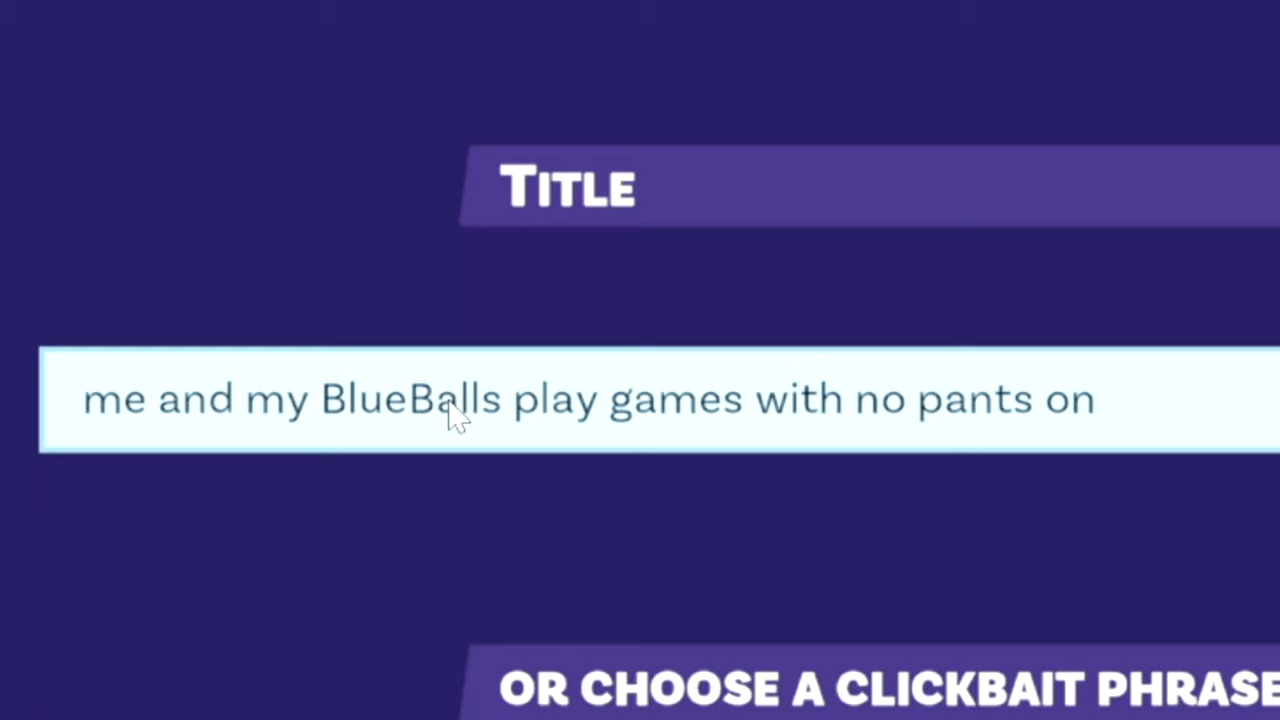 Title
me and my BlueBalls play games with no pants on
OR CHOOSE A CLICKBAIT PHRASE